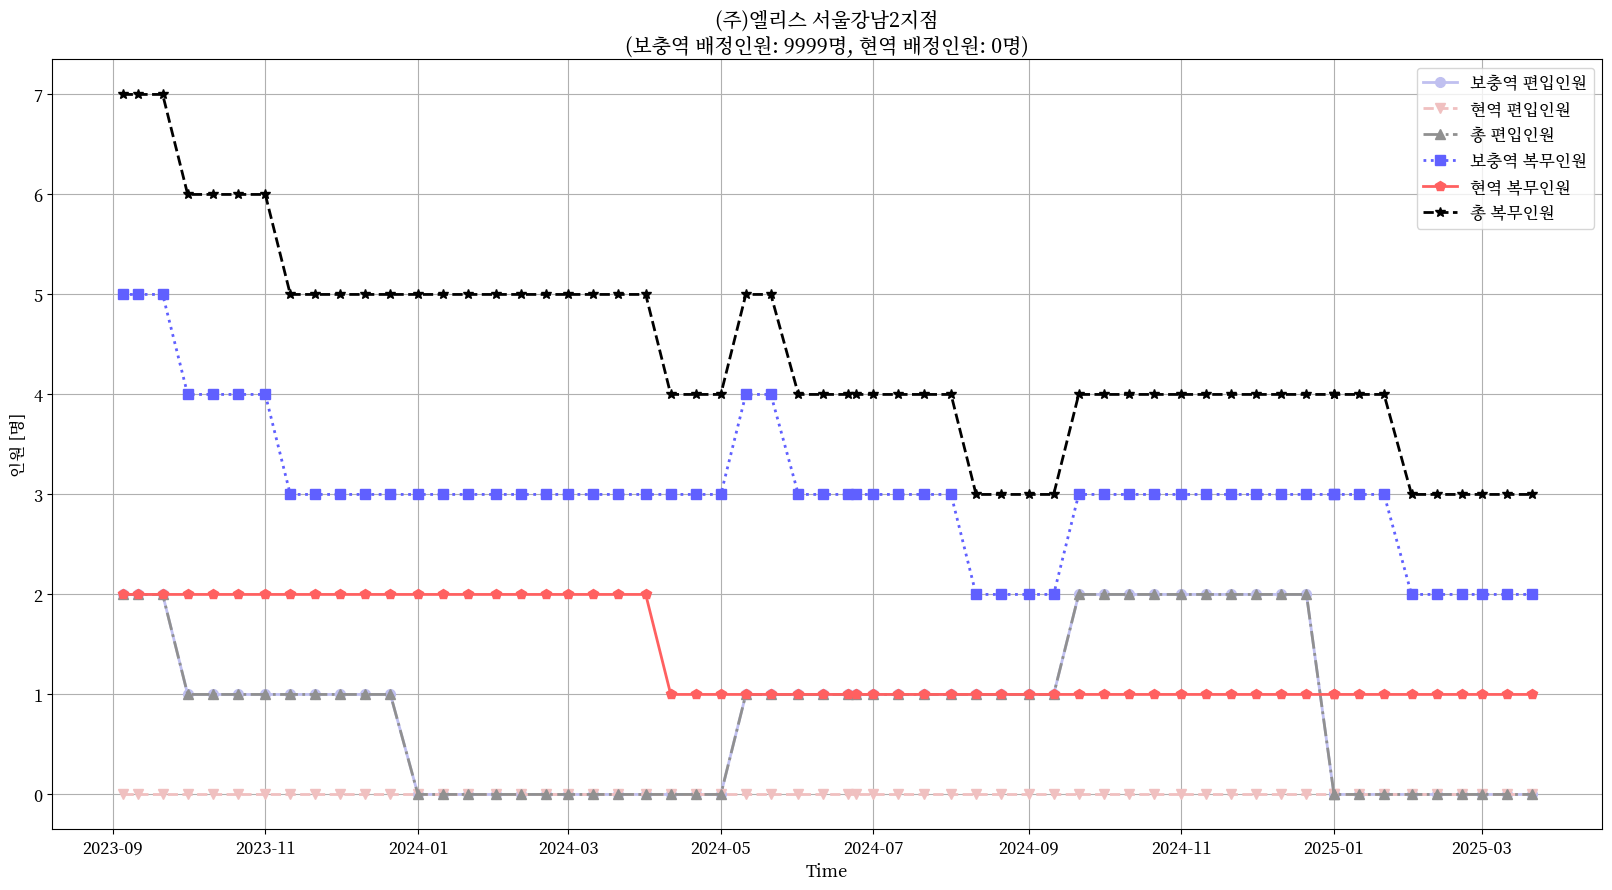 (주)엘리스 서울강남2지점
(보충역 배정인원: 9999명, 현역 배정인원: 0명)
보충역 편입인원
현역 편입인원
총 편입인원
보충역 복무인원
현역 복무인원
총 복무인원
인원 [명]
7
6
5
4
3
2
1
0
2023-09
2023-11
2024-01
2024-03
2024-05
2024-07
2024-09
2024-11
2025-01
2025-03
Time